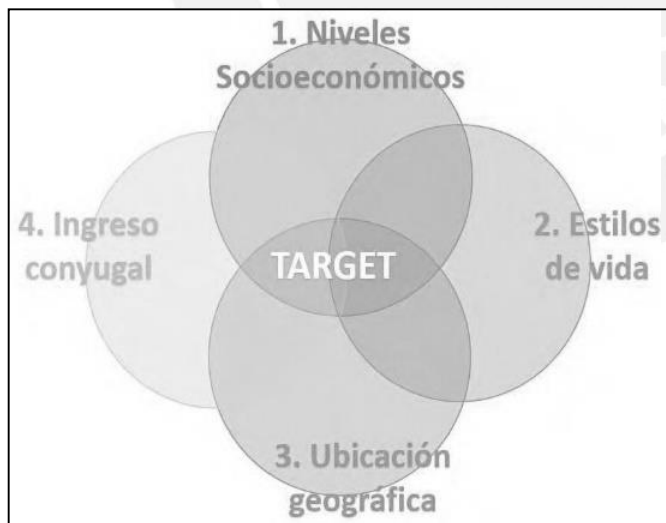 1. Niveles
Socioeconómicos
4. Ingreso
conyugal
TARGET
2. Estilos
de vida
3. Ubicación
geográfica